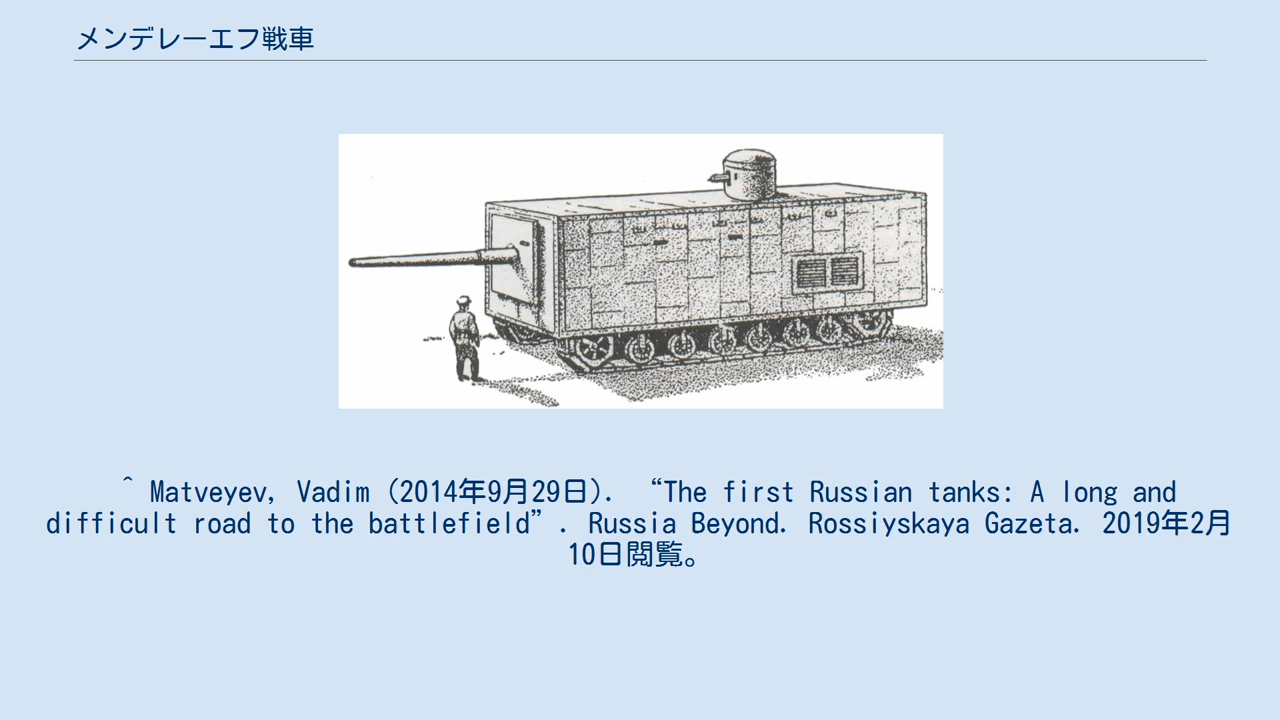 メンデレーエフ戦車
^ Matveyev, Vadim (2014年9月29日). “The first Russian tanks: A long and
difficult road to the battlefield”. Russia Beyond. Rossiyskaya Gazeta. 2019年2月
10日閲覧。